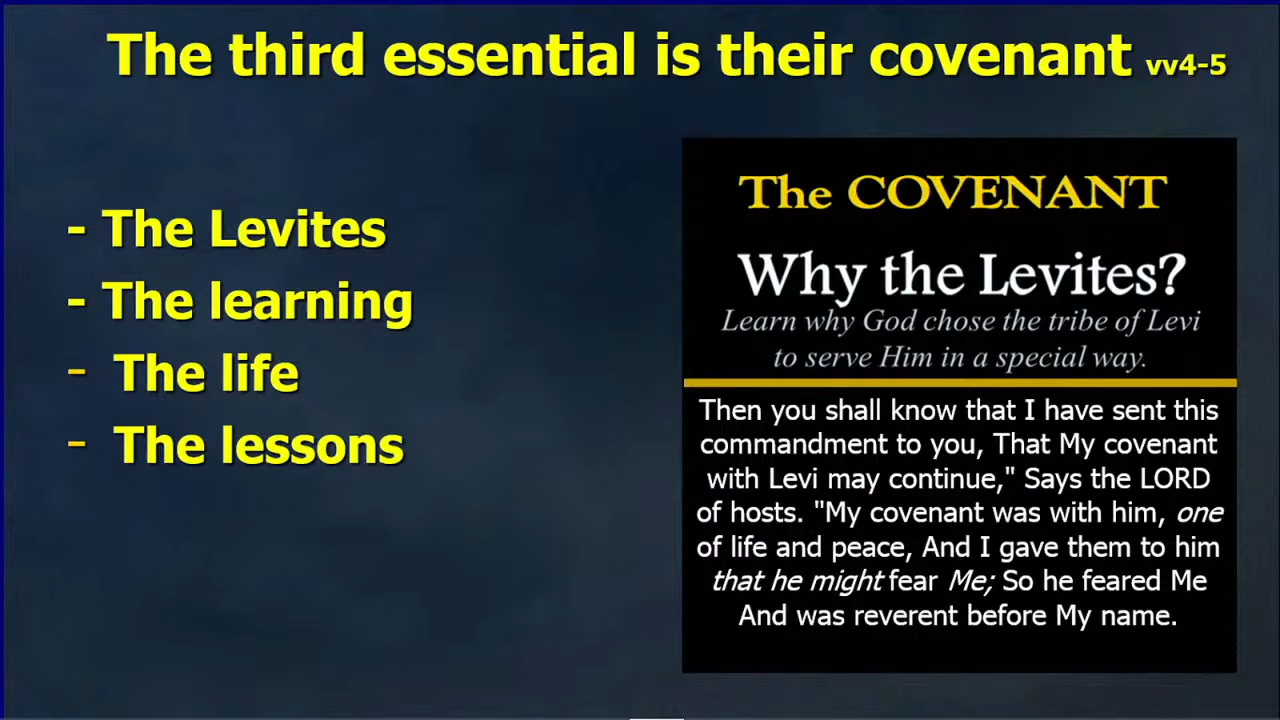 The third essential is their covenant vv4-5
- The Levites
- The learning
- The life
- The lessons
The COVENANT
Why the Levites?
Learn why God chose the tribe of Levi
to serve Him in a special way.
Then you shall know that I have sent this
commandment to you, That My covenant
with Levi may continue," Says the LORD
of hosts. "My covenant was with him, one
of life and peace, And I gave them to him
that he might fear Me; So he feared Me
And was reverent before My name.